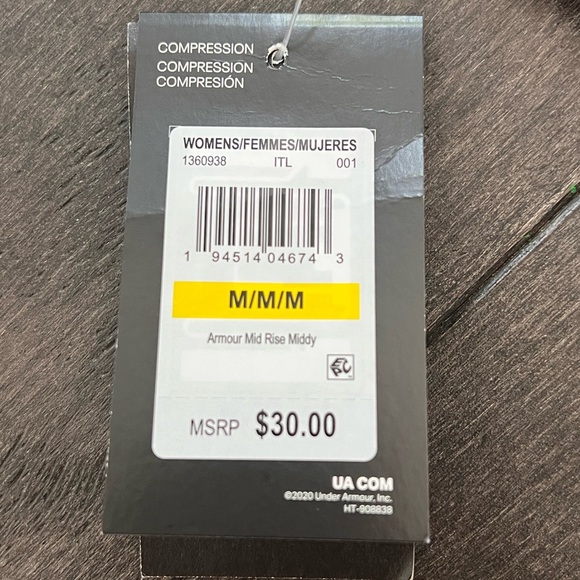 COMPRESSION
COMPRESSION
COMPRESIÓN
WOMENS/FEMMES/MUJERES
1360938 ITL 001
1 94514 04674 3
M/M/M
Armour Mid Rise Middy
EPC
MSRP $30.00
UA COM
©2020 Under Armour, Inc.
HT-908838